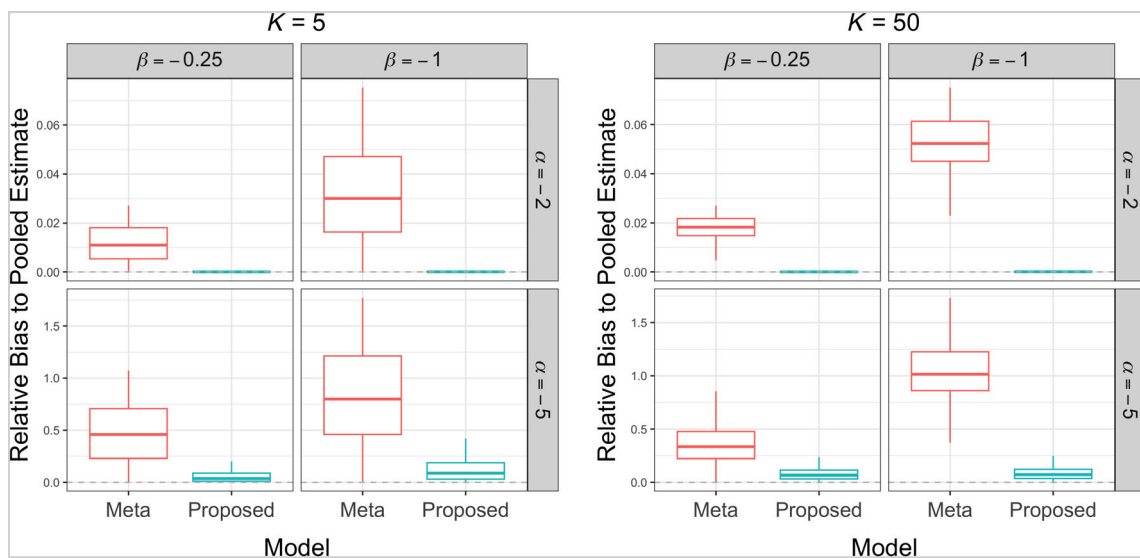 K = 5
K = 50
β = −0.25
β = −1
β = −0.25
β = −1
Relative Bias to Pooled Estimate
0.06
0.04
0.02
0.00
α = −2
1.5
1.0
0.5
0.0
α = −5
Meta
Proposed
Meta
Proposed
Model
Relative Bias to Pooled Estimate
0.06
0.04
0.02
0.00
α = −2
1.5
1.0
0.5
0.0
α = −5
Meta
Proposed
Meta
Proposed
Model